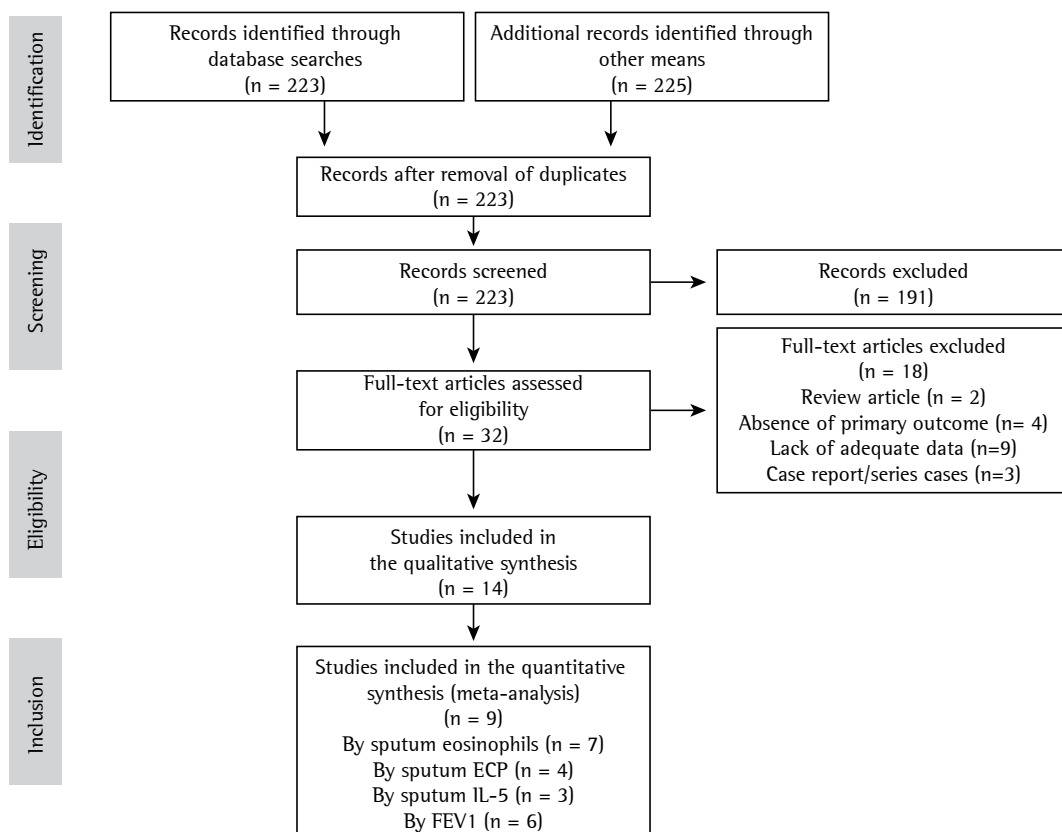 Identification
Records identified through
database searches
(n = 223)
Additional records identified through
other means
(n = 225)
Records after removal of duplicates
(n = 223)
Screening
Records screened
(n = 223)
Records excluded
(n = 191)
Full-text articles assessed
for eligibility
(n = 32)
Full-text articles excluded
(n = 18)
Review article (n = 2)
Absence of primary outcome (n= 4)
Lack of adequate data (n=9)
Case report/series cases (n=3)
Eligibility
Studies included in
the qualitative synthesis
(n = 14)
Inclusion
Studies included in the quantitative
synthesis (meta-analysis)
(n = 9)
By sputum eosinophils (n = 7)
By sputum ECP (n = 4)
By sputum IL-5 (n = 3)
By FEV1 (n = 6)